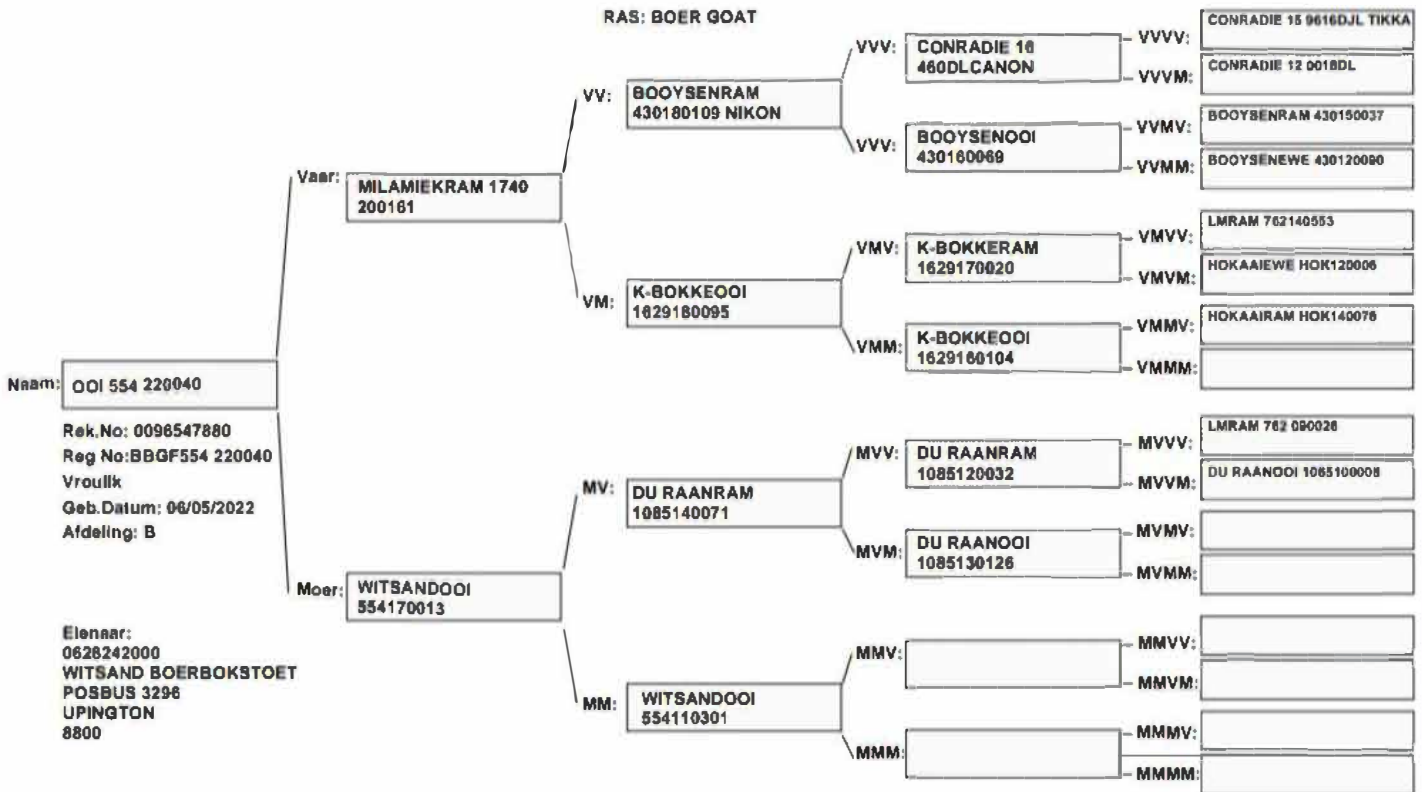 RAS: BOER GOAT
Naam:
OOI 554 220040
Rek.No: 0096547880
Reg No:BBGF554 220040
Vroulik
Geb.Datum: 06/05/2022
Afdeling: B
Eienaar:
0628242000
WITSAND BOERBOKSTOET
POSBUS 3296
UPINGTON
8800
Vaar:
MILAMIEKRAM 1740
200161
Moer:
WITSANDOOI
554170013
VV:
BOOYSENRAM
430180109 NIKON
VM:
K-BOKKEOOI
1629180095
MV:
DU RAANRAM
1085140071
MM:
WITSANDOOI
554110301
VVV:
CONRADIE 16
460DLCANON
VVV:
BOOYSENOOI
430160069
VMV:
K-BOKKERAM
1629170020
VMM:
K-BOKKEOOI
1629160104
MVV:
DU RAANRAM
1085120032
MVM:
DU RAANOOI
1085130126
MMV:
MMM:
VVVV:
CONRADIE 15 9616DJL TIKKA
VVVM:
CONRADIE 12 0018DL
VVMV:
BOOYSENRAM 430150037
VVMM:
BOOYSENEWE 430120090
VMVV:
LMRAM 762140553
VMVM:
HOKAAIEWE HOK120006
VMMV:
HOKAAIRAM HOK140076
VMMM:
MVVV:
LMRAM 762 090026
MVVM:
DU RAANOOI 1085100008
MVMV:
MVMM:
MMVV:
MMVM:
MMMV:
MMMM: